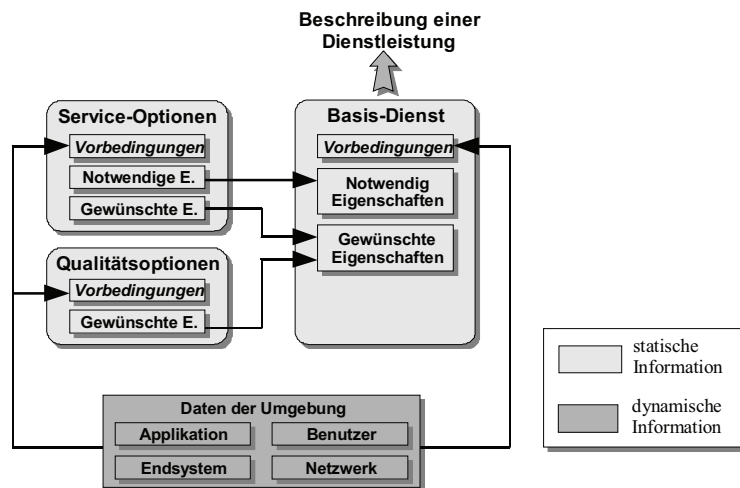 Beschreibung einer
Dienstleistung
Service-Optionen
Vorbedingungen
Notwendige E.
Gewünschte E.
Qualitätsoptionen
Vorbedingungen
Gewünschte E.
Basis-Dienst
Vorbedingungen
Notwendig
Eigenschaften
Gewünschte
Eigenschaften
Daten der Umgebung
Applikation
Benutzer
Endsystem
Netzwerk
statische
Information
dynamische
Information